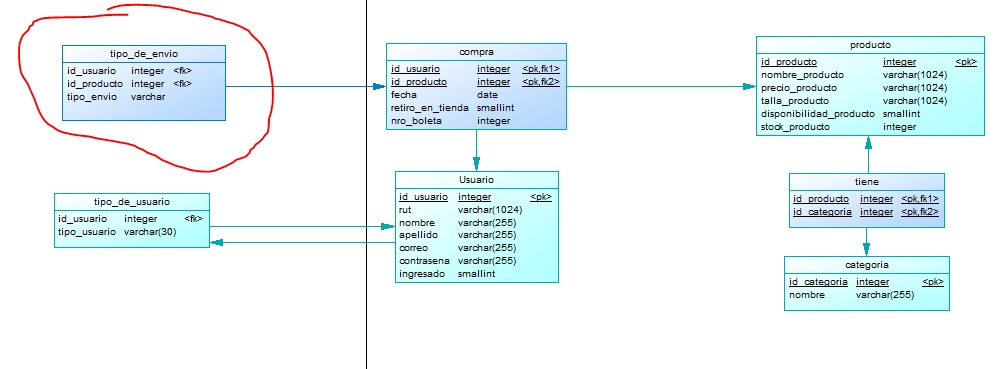 tipo_de_envio
id_usuario integer <fk>
id_producto integer <fk>
tipo_envio varchar
compra
id_usuario integer <pk,fk1>
id_producto integer <pk,fk2>
fecha date
retiro_en_tienda smallint
nro_boleta integer
producto
id_producto integer <pk>
nombre_producto varchar(1024)
precio_producto varchar(1024)
talla_producto varchar(1024)
disponibilidad_producto smallint
stock_producto integer
tipo_de_usuario
id_usuario integer <fk>
tipo_usuario varchar(30)
Usuario
id_usuario integer <pk>
rut varchar(1024)
nombre varchar(255)
apellido varchar(255)
correo varchar(255)
contrasena varchar(255)
ingresado smallint
tiene
id_producto integer <pk,fk1>
id_categoria integer <pk,fk2>
categoria
id_categoria integer <pk>
nombre varchar(255)